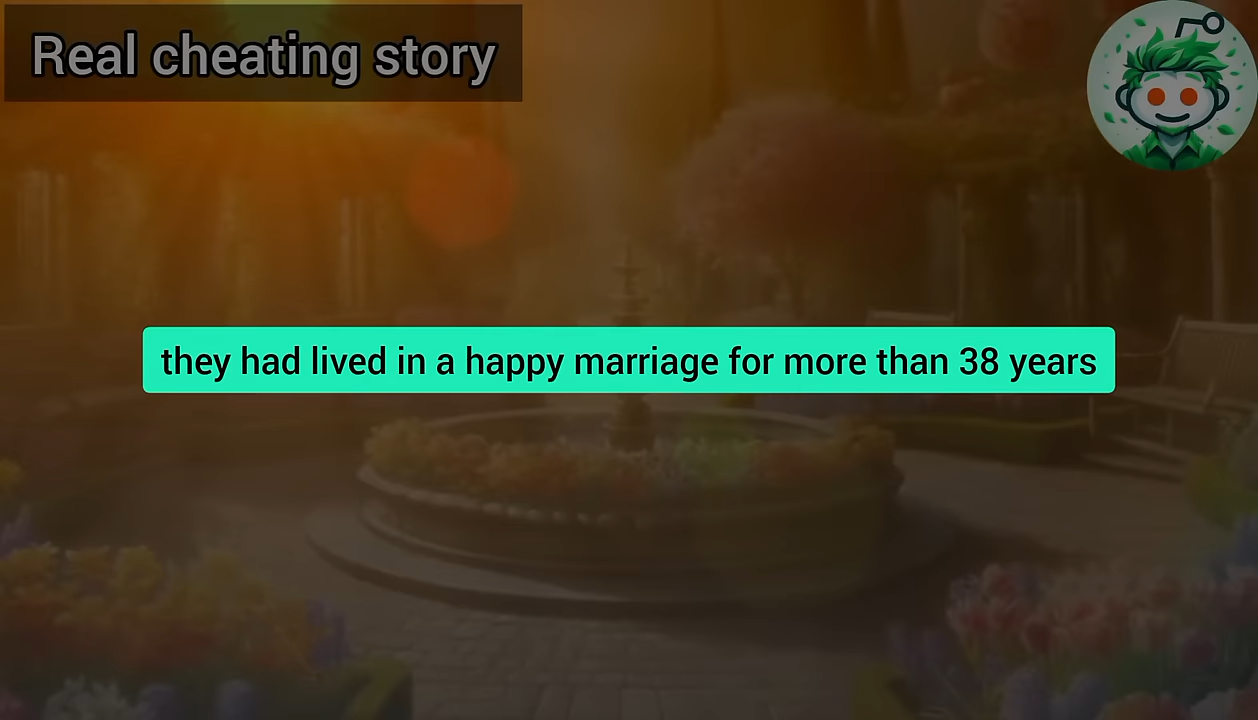 Real cheating story
they had lived in a happy marriage for more than 38 years